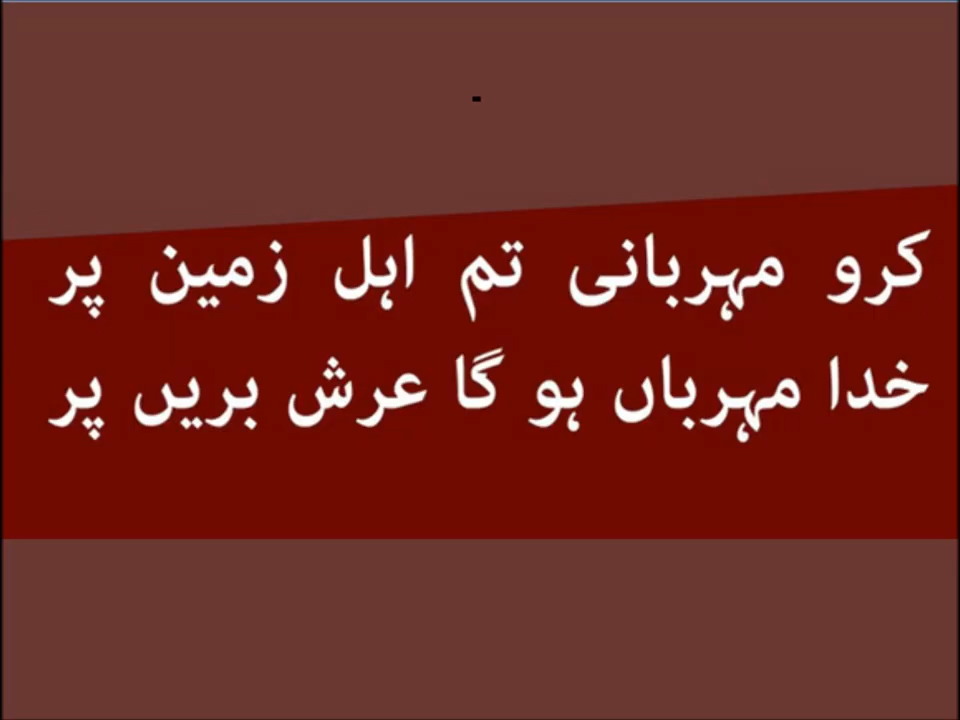 کرو مہربانی تم اہل زمین پر
خدا مہرباں ہو گا عرش بریں پر